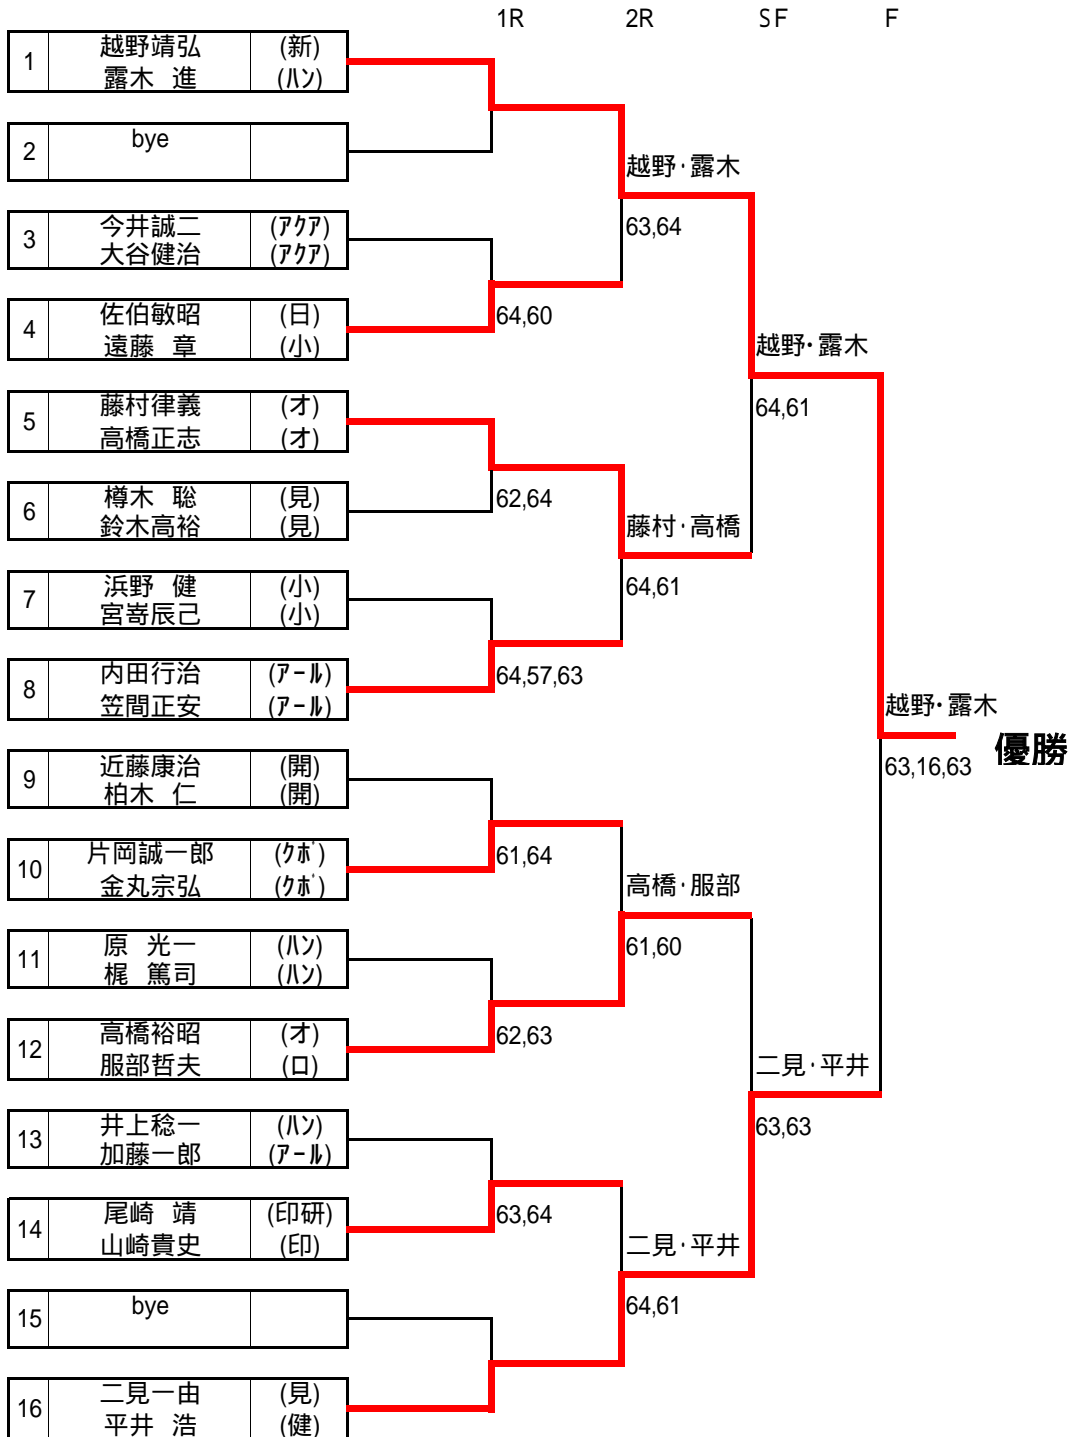 1R 2R SF F
1 越野靖弘 (新)
露木 進 (ハン)
2 bye
越野・露木
3 今井誠二 (アクア)
大谷健治 (アクア)
63,64
4 佐伯敏昭 (日)
遠藤 章 (小)
64,60
越野・露木
5 藤村律義 (オ)
高橋正志 (オ)
64,61
6 樽木 聡 (見)
鈴木高裕 (見)
62,64
藤村・高橋
7 浜野 健 (小)
宮嵜辰己 (小)
64,61
8 内田行治 (アール)
笠間正安 (アール)
64,57,63
越野・露木
優勝
9 近藤康治 (開)
柏木 仁 (開)
63,16,63
10 片岡誠一郎 (クボ)
金丸宗弘 (クボ)
61,64
高橋・服部
11 原 光一 (ハン)
梶 篤司 (ハン)
61,60
12 高橋裕昭 (オ)
服部哲夫 (ロ)
62,63
二見・平井
13 井上稔一 (ハン)
加藤一郎 (アール)
63,63
14 尾崎 靖 (印研)
山崎貴史 (印)
63,64
二見・平井
15 bye
64,61
16 二見一由 (見)
平井 浩 (健)